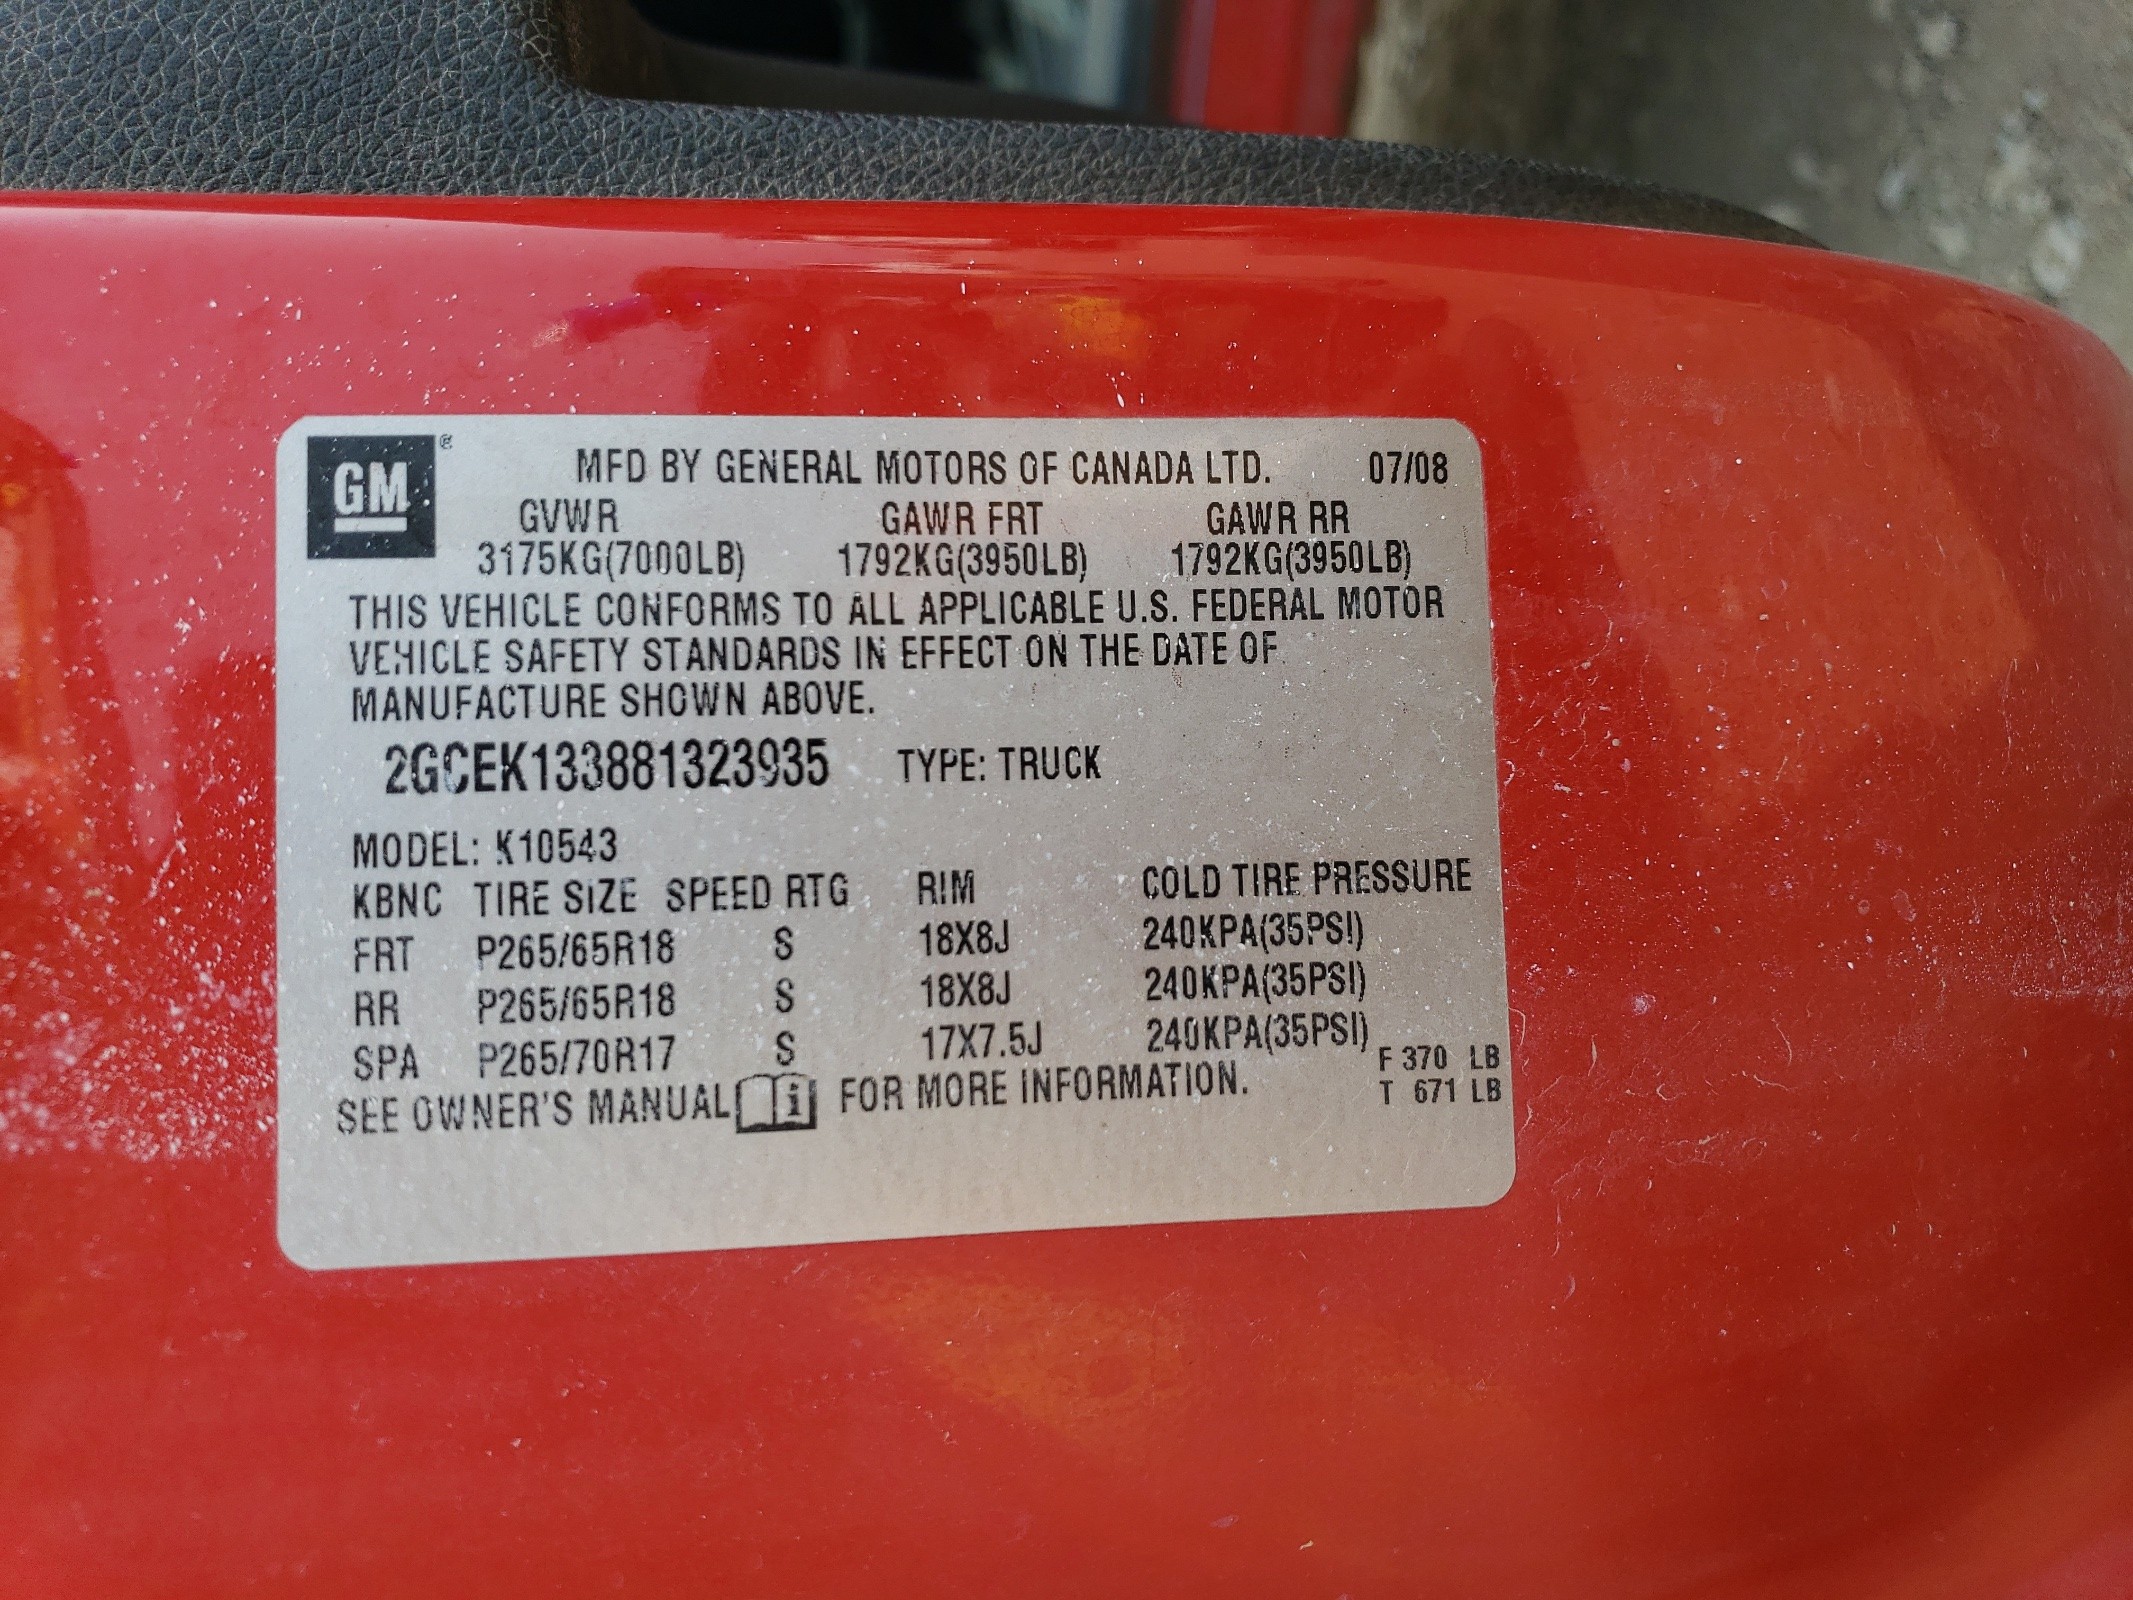 GM®
MFD BY GENERAL MOTORS OF CANADA LTD. 07/08
GVWR GAWR FRT GAWR RR
3175KG(7000LB) 1792KG(3950LB) 1792KG(3950LB)
THIS VEHICLE CONFORMS TO ALL APPLICABLE U.S. FEDERAL MOTOR
VEHICLE SAFETY STANDARDS IN EFFECT ON THE DATE OF
MANUFACTURE SHOWN ABOVE.
2GCEK133881323935 TYPE: TRUCK
MODEL: K10543
KBNC TIRE SIZE SPEED RTG RIM COLD TIRE PRESSURE
FRT P265/65R18 S 18X8J 240KPA(35PSI)
RR P265/65R18 S 18X8J 240KPA(35PSI)
SPA P265/70R17 S 17X7.5J 240KPA(35PSI)
F 370 LB
T 671 LB
SEE OWNER'S MANUAL i FOR MORE INFORMATION.